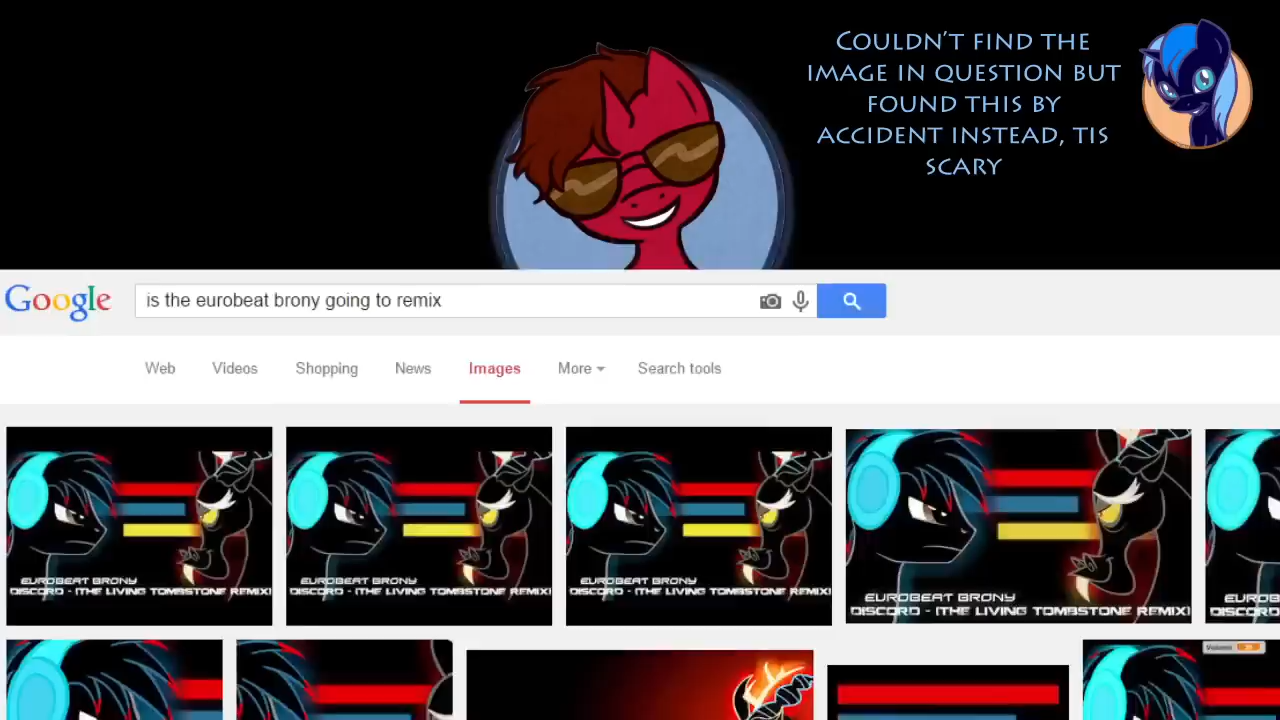 COULDN'T FIND THE
IMAGE IN QUESTION BUT
FOUND THIS BY
ACCIDENT INSTEAD, TIS
SCARY
Google
is the eurobeat brony going to remix
Web Videos Shopping News Images More Search tools
EUROBEAT BRONY
DISCORD - (THE LIVING TOMBSTONE REMIX)
EUROBEAT BRONY
DISCORD - (THE LIVING TOMBSTONE REMIX)
EUROBEAT BRONY
DISCORD - (THE LIVING TOMBSTONE REMIX)
EUROBEAT BRONY
DISCORD - (THE LIVING TOMBSTONE REMIX)